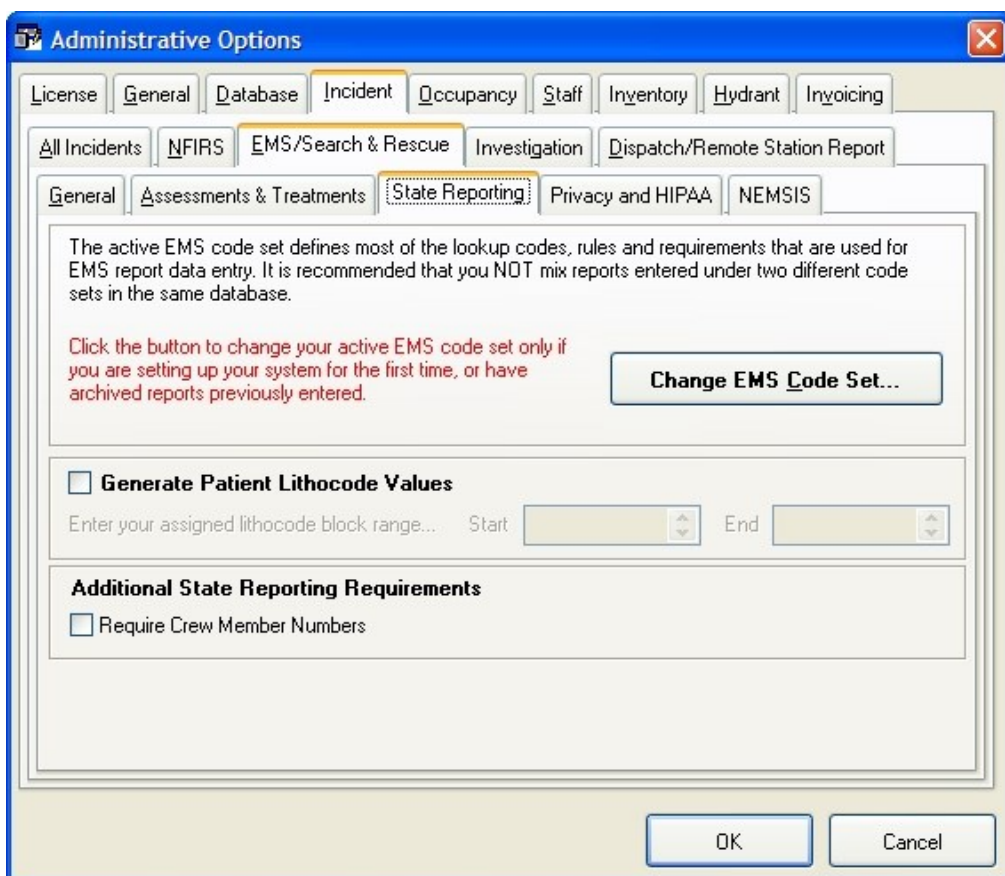 Administrative Options
License General Database Incident Occupancy Staff Inventory Hydrant Invoicing
All Incidents NFIRS EMS/Search & Rescue Investigation Dispatch/Remote Station Report
General Assessments & Treatments State Reporting Privacy and HIPAA NEMSIS
The active EMS code set defines most of the lookup codes, rules and requirements that are used for
EMS report data entry. It is recommended that you NOT mix reports entered under two different code
sets in the same database.
Click the button to change your active EMS code set only if
you are setting up your system for the first time, or have
archived reports previously entered.
Change EMS Code Set...
Generate Patient Lithocode Values
Enter your assigned lithocode block range... Start End
Additional State Reporting Requirements
Require Crew Member Numbers
OK Cancel